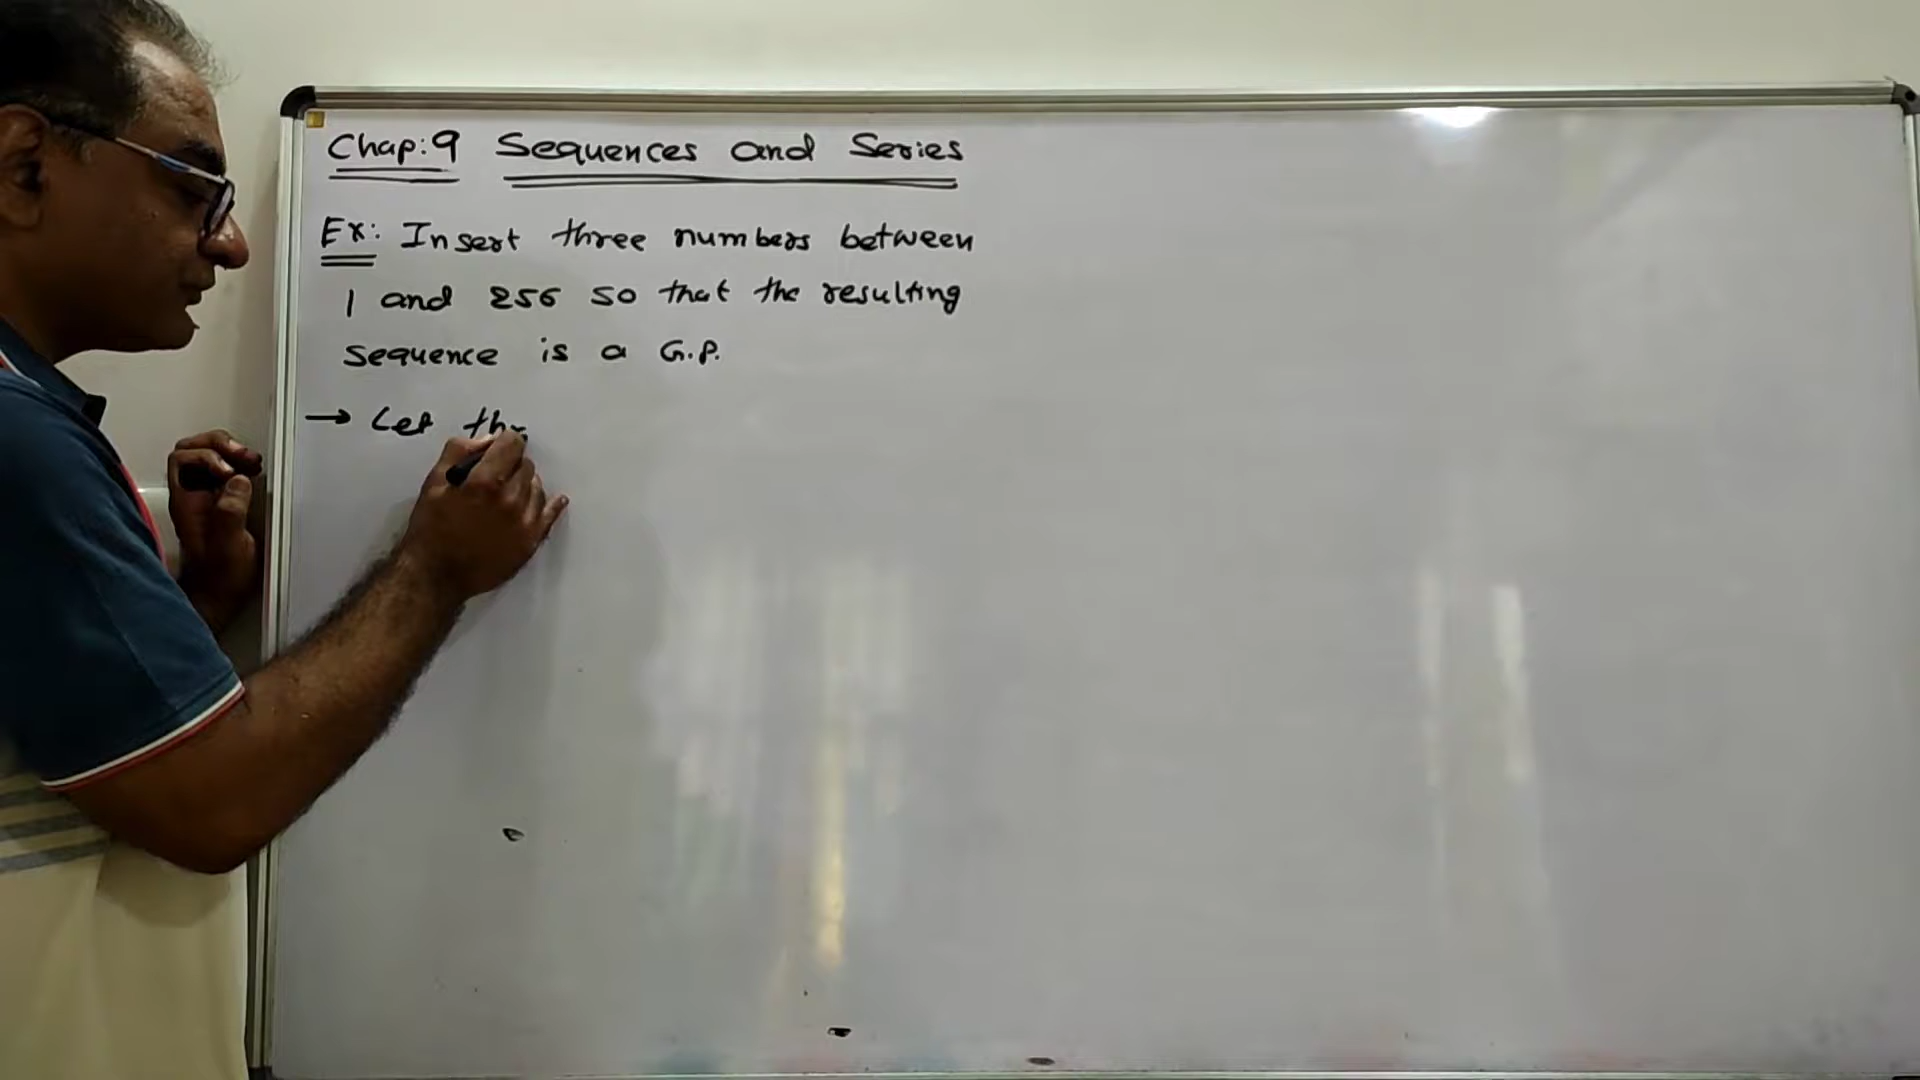 Chap:9 Sequences and Series
Ex: Insert three numbers between
1 and 256 so that the resulting
sequence is a G.P.
→ Let thr